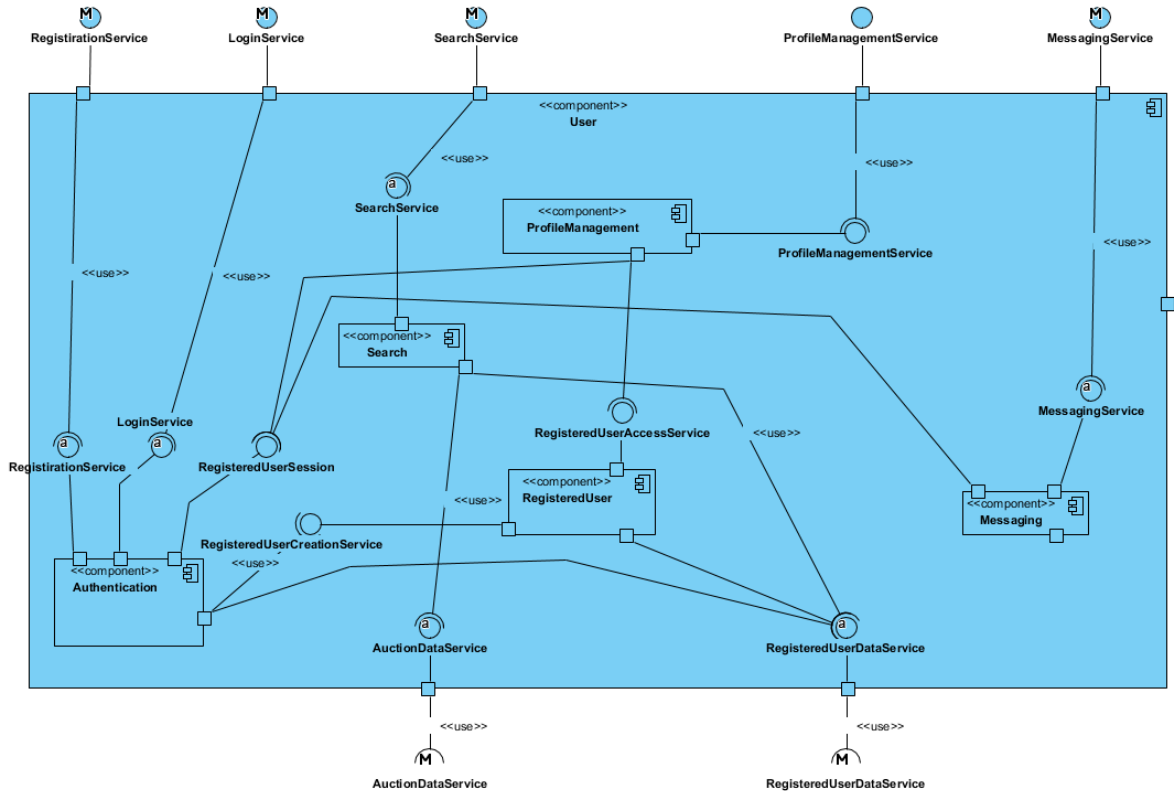 M
M
M
M
RegistirationService
LoginService
SearchService
ProfileManagementService
MessagingService
<<component>>
User
<<use>>
<<use>>
a
SearchService
<<component>>
ProfileManagement
ProfileManagementService
<<use>>
<<use>>
<<use>>
<<component>>
Search
a
MessagingService
LoginService
RegisteredUserAccessService
<<use>>
a
a
RegistirationService
RegisteredUserSession
<<component>>
RegisteredUser
<<use>>
<<component>>
Messaging
RegisteredUserCreationService
<<use>>
<<component>>
Authentication
a
a
AuctionDataService
RegisteredUserDataService
<<use>>
<<use>>
M
M
AuctionDataService
RegisteredUserDataService